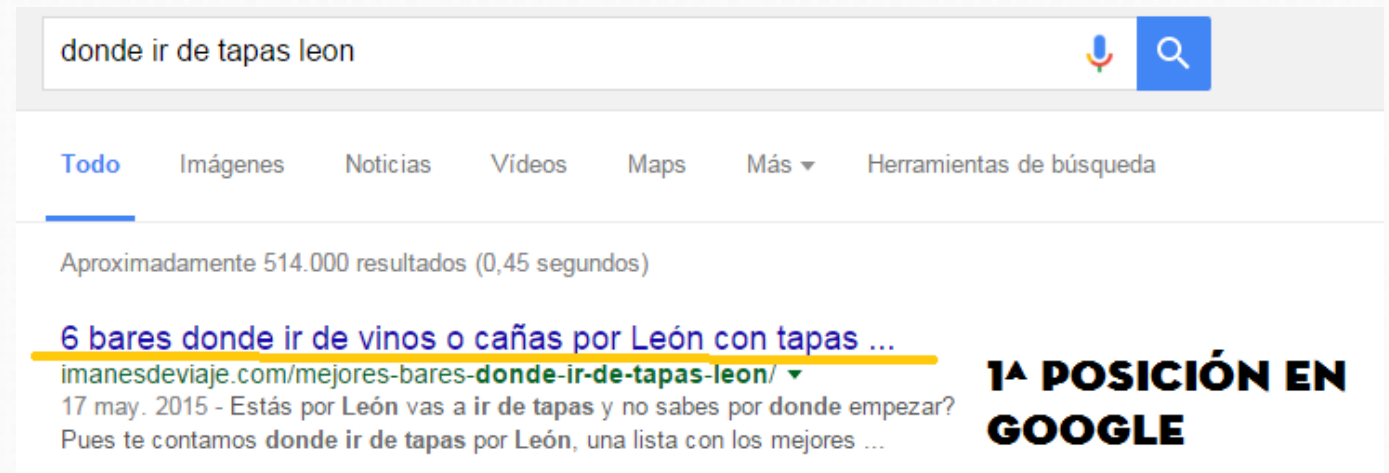 donde ir de tapas leon
Todo Imágenes Noticias Vídeos Maps Más Herramientas de búsqueda
Aproximadamente 514.000 resultados (0,45 segundos)
6 bares donde ir de vinos o cañas por León con tapas ...
imanesdeviaje.com/mejores-bares-donde-ir-de-tapas-leon/
17 may. 2015 - Estás por León vas a ir de tapas y no sabes por donde empezar?
Pues te contamos donde ir de tapas por León, una lista con los mejores ...
1ª POSICIÓN EN
GOOGLE